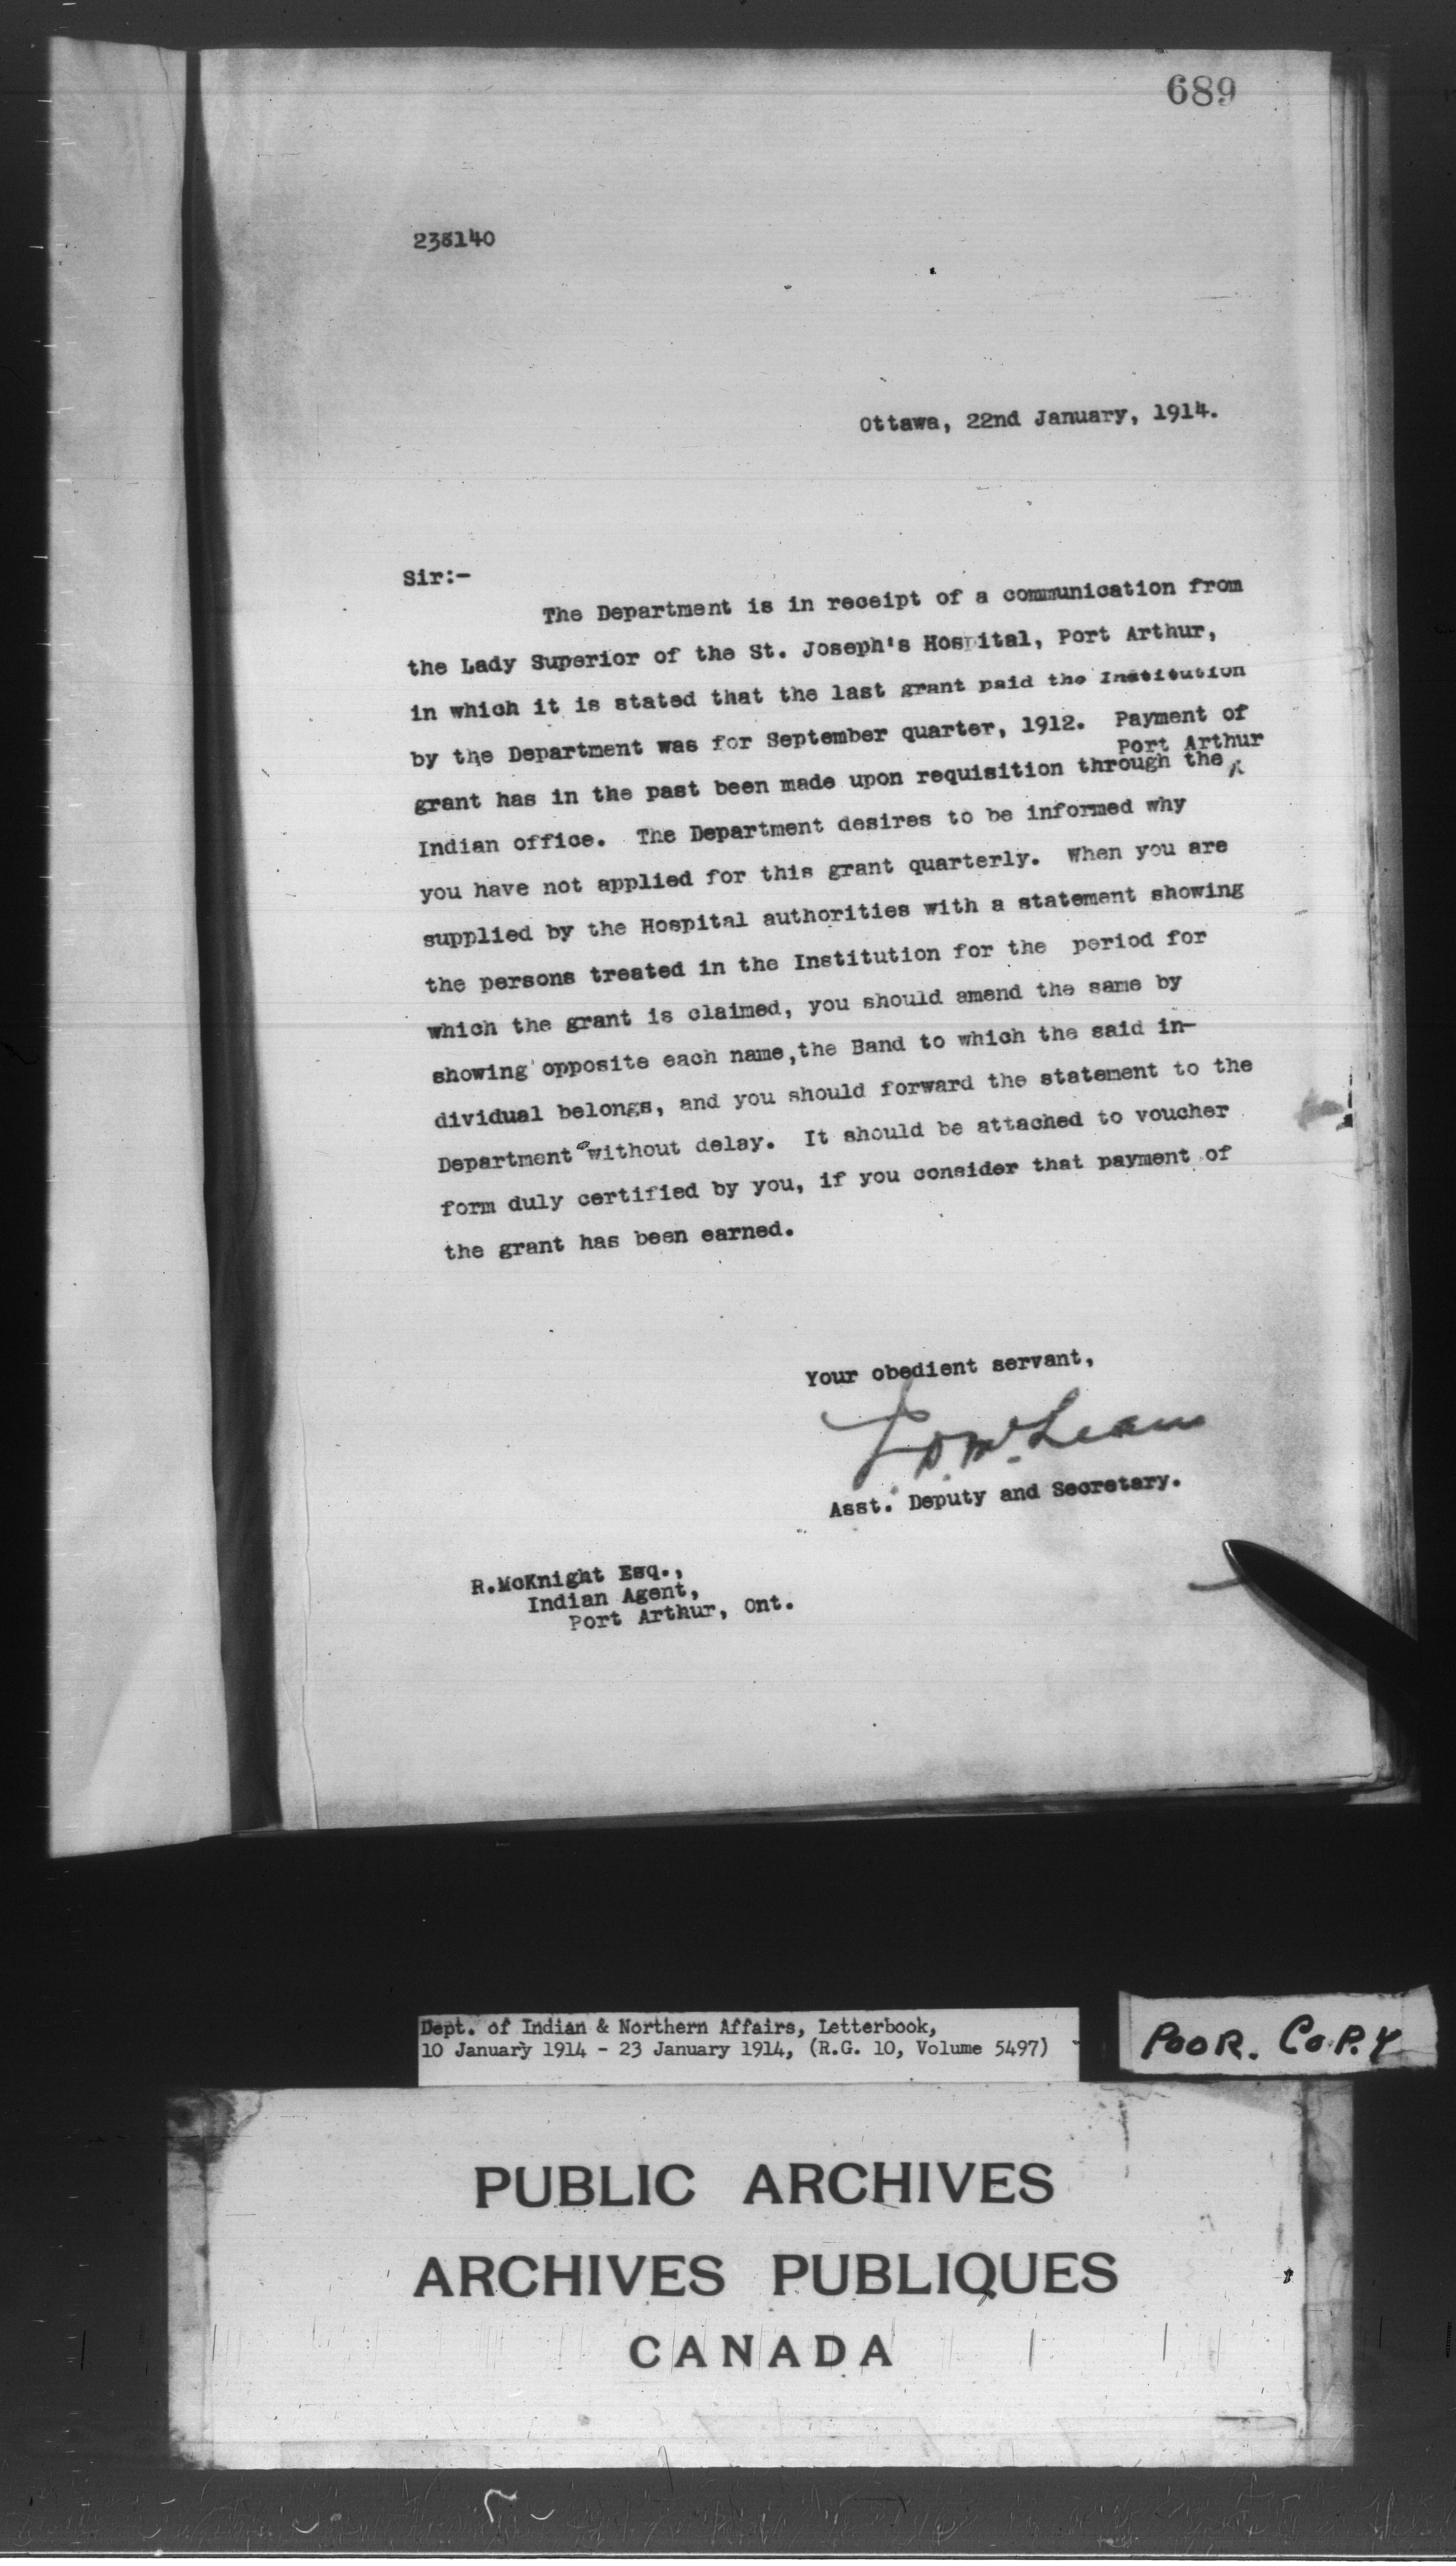 689
238140
Ottawa, 22nd January, 1914.
Sir:-
The Department is in receipt of a communication from
the Lady Superior of the St. Joseph's Hospital, Port Arthur,
in which it is stated that the last grant paid the Institution
by the Department was for September quarter, 1912. Payment of
Port Arthur
grant has in the past been made upon requisition through the
Indian office. The Department desires to be informed why
you have not applied for this grant quarterly. When you are
supplied by the Hospital authorities with a statement showing
the persons treated in the Institution for the period for
which the grant is claimed, you should amend the same by
showing opposite each name, the Band to which the said in-
dividual belongs, and you should forward the statement to the
Department without delay. It should be attached to voucher
form duly certified by you, if you consider that payment of
the grant has been earned.
Your obedient servant,
J D. McLean
Asst. Deputy and Secretary.
R.McKnight Esq.,
Indian Agent,
Port Arthur, Ont.
Dept. of Indian & Northern Affairs, Letterbook,
10 January 1914 - 23 January 1914, (R.G. 10, Volume 5497)
POOR. COPY
PUBLIC ARCHIVES
ARCHIVES PUBLIQUES
CANADA